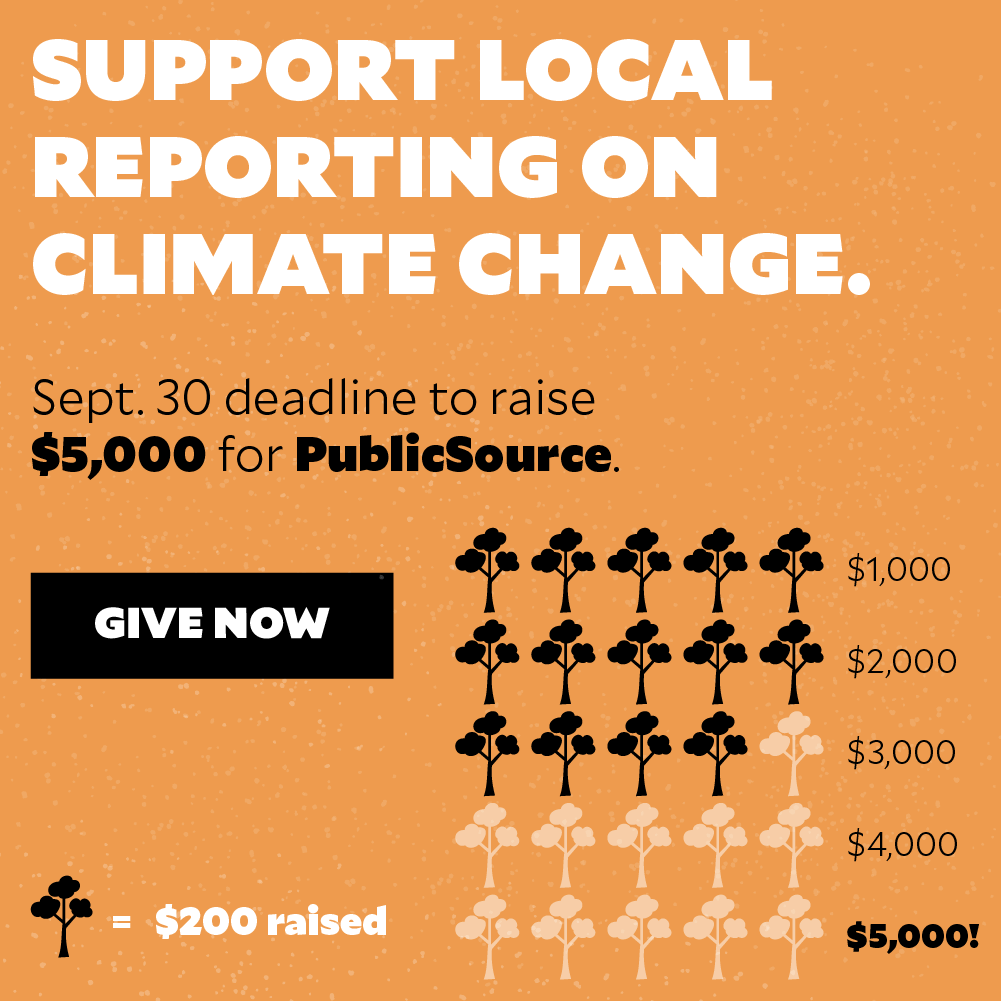 SUPPORT LOCAL
REPORTING ON
CLIMATE CHANGE.
Sept. 30 deadline to raise
$5,000 for PublicSource.
GIVE NOW
$1,000
$2,000
$3,000
$4,000
$5,000!
= $200 raised